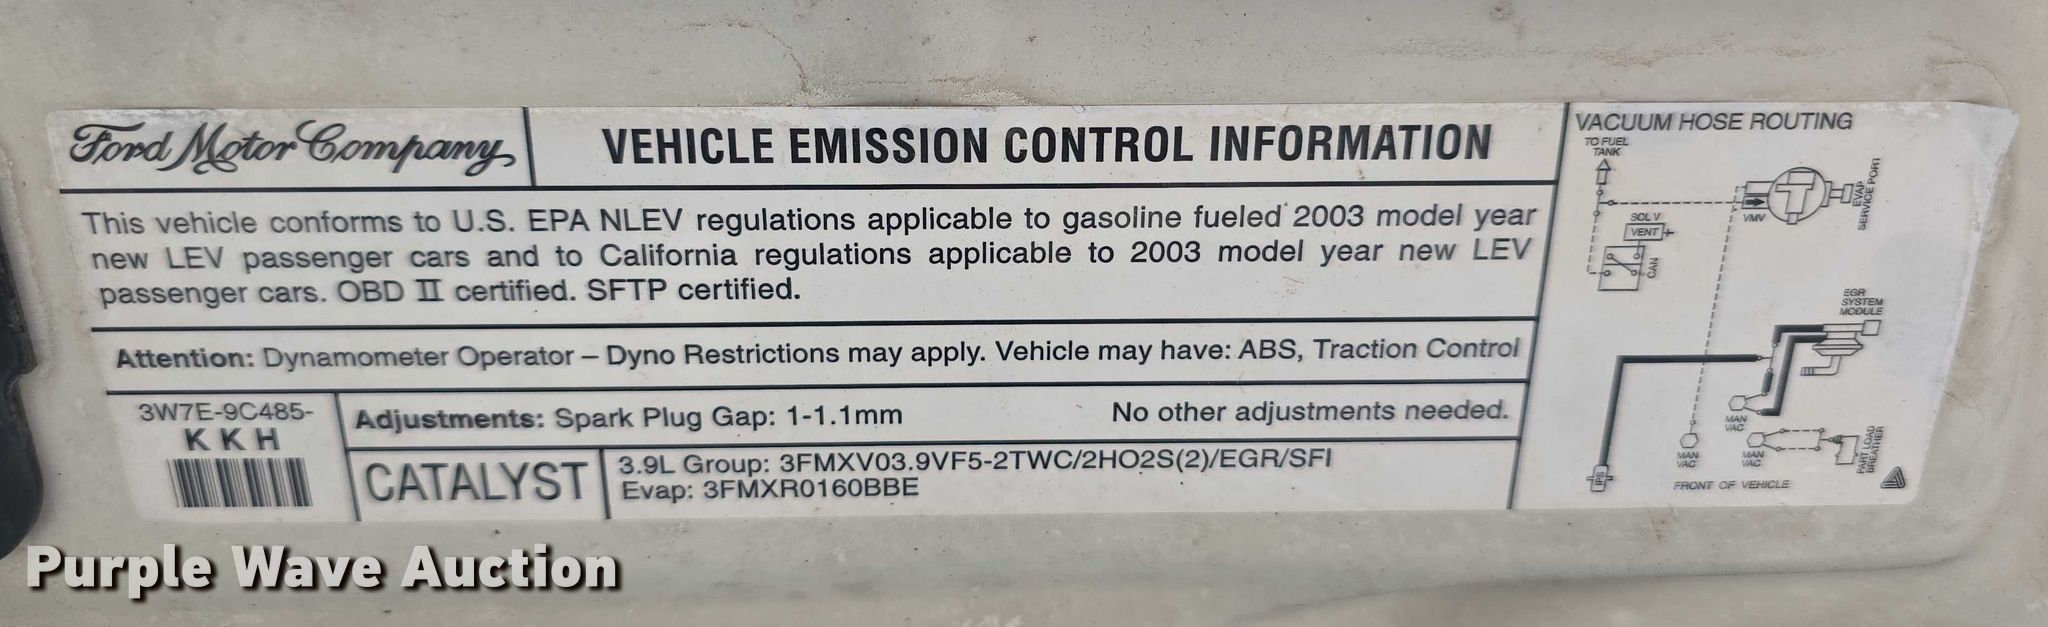 Ford Motor Company
VEHICLE EMISSION CONTROL INFORMATION
This vehicle conforms to U.S. EPA NLEV regulations applicable to gasoline fueled 2003 model year
new LEV passenger cars and to California regulations applicable to 2003 model year new LEV
passenger cars. OBD II certified. SFTP certified.
Attention: Dynamometer Operator – Dyno Restrictions may apply. Vehicle may have: ABS, Traction Control
3W7E-9C485-
K K H
Adjustments: Spark Plug Gap: 1-1.1mm No other adjustments needed.
CATALYST
3.9L Group: 3FMXV03.9VF5-2TWC/2HO2S(2)/EGR/SFI
Evap: 3FMXR0160BBE
VACUUM HOSE ROUTING
TO FUEL
TANK
VMV
EVAP
SERVICE PORT
SOL V
VENT
CAN
EGR
SYSTEM
MODULE
MAN
VAC
MAN
VAC
MAN
VAC
PART LOAD
BREATHER
IPS
FRONT OF VEHICLE
Purple Wave Auction